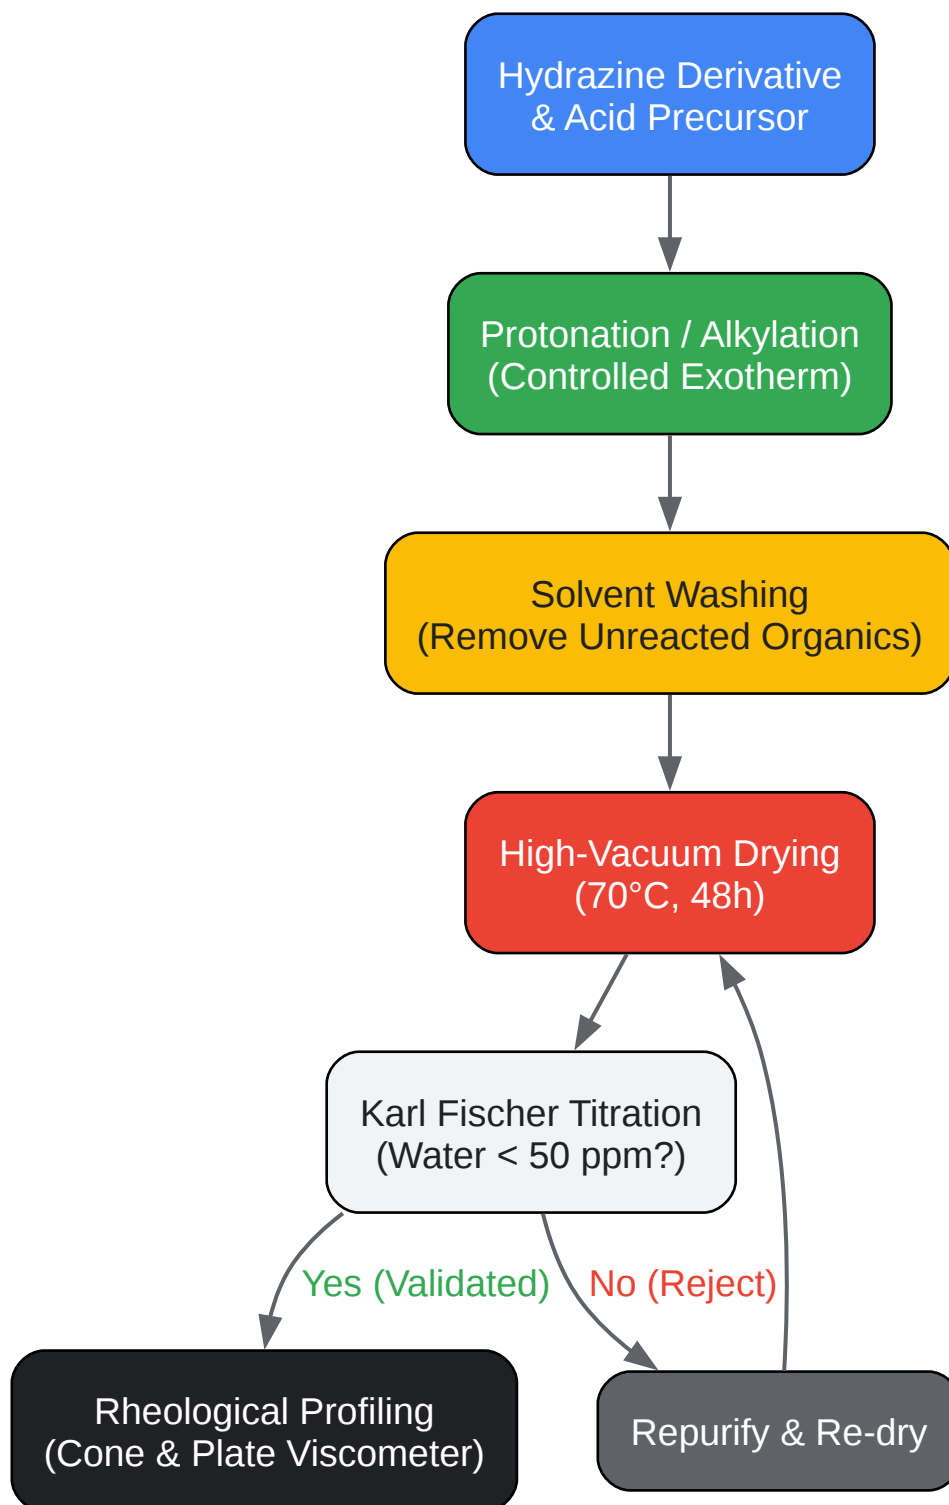 Hydrazine Derivative
& Acid Precursor
Protonation / Alkylation
(Controlled Exotherm)
Solvent Washing
(Remove Unreacted Organics)
High-Vacuum Drying
(70°C, 48h)
Karl Fischer Titration
(Water < 50 ppm?)
Yes (Validated)
No (Reject)
Rheological Profiling
(Cone & Plate Viscometer)
Repurify & Re-dry